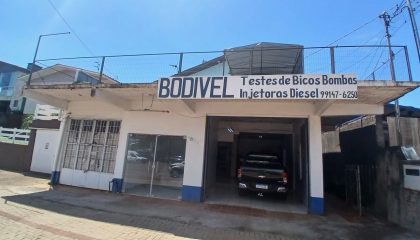 BODIVEL
Testes de Bicos Bombas
Injetoras Diesel 99147-6250